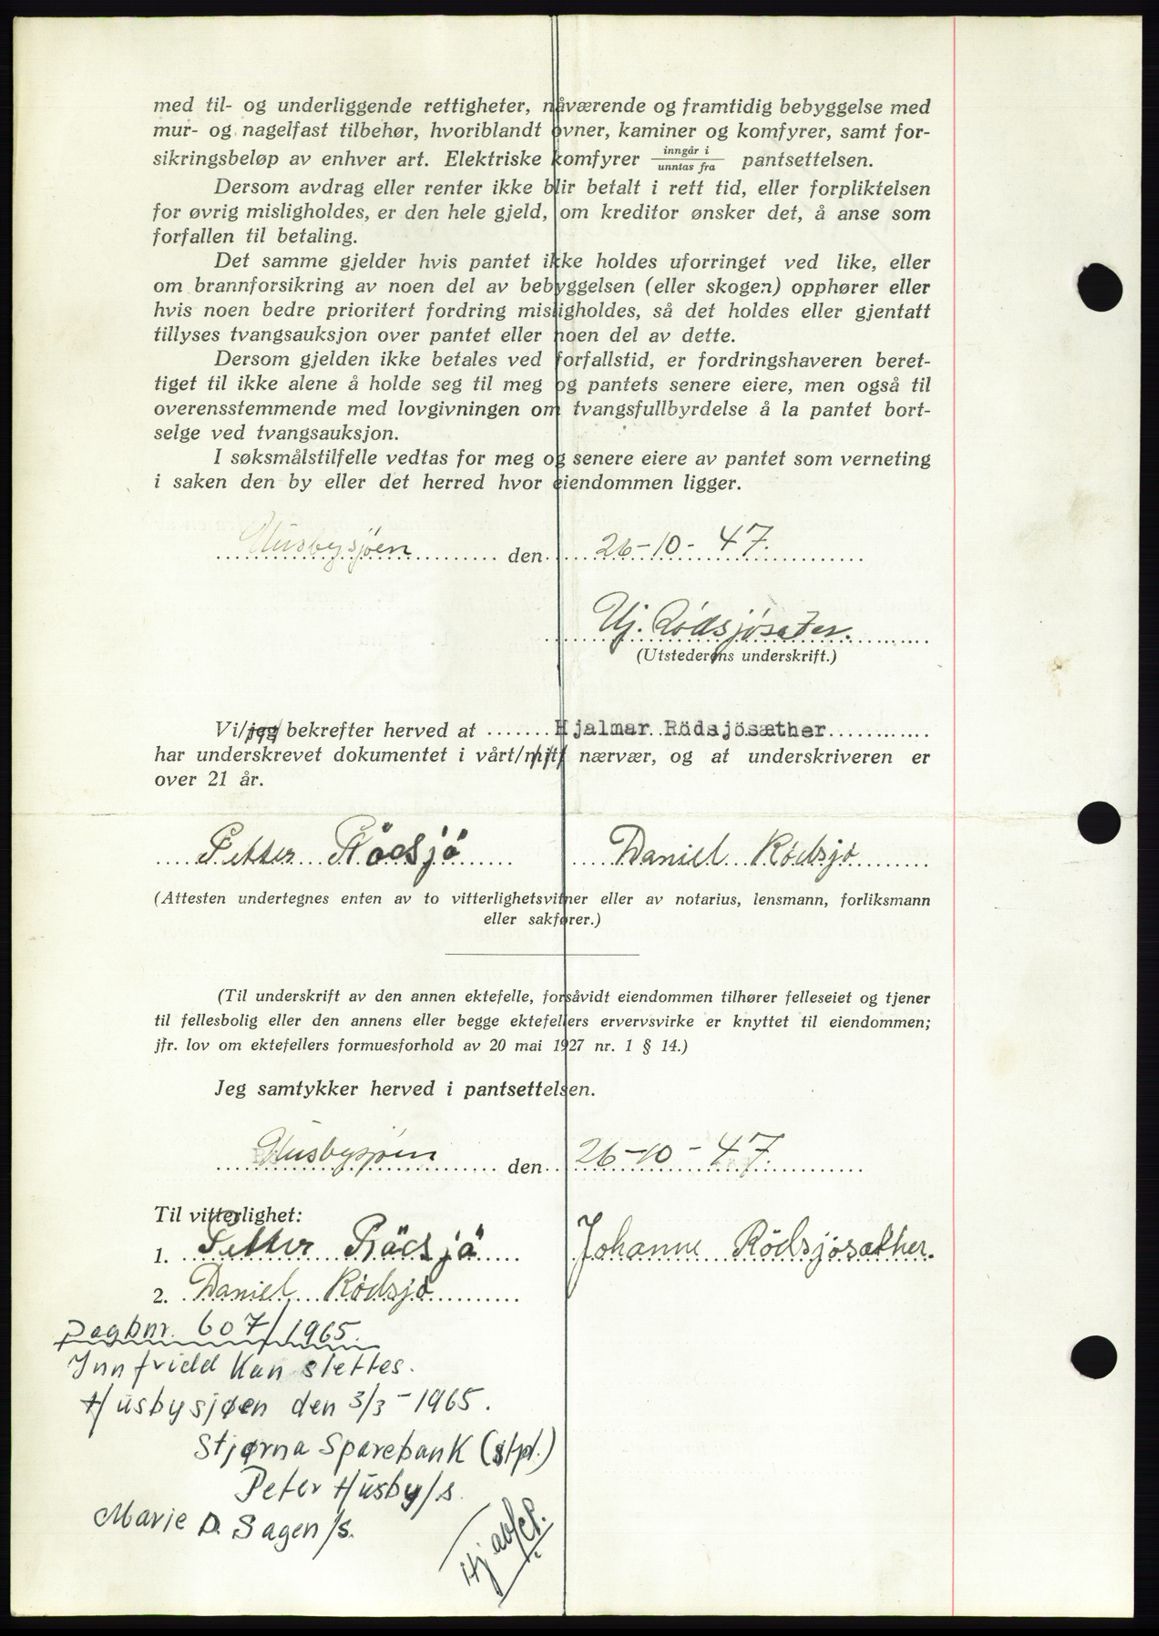 med til- og underliggende rettigheter, nåværende og framtidig bebyggelse med
mur- og nagelfast tilbehør, hvoriblandt ovner, kaminer og komfyrer, samt for-
sikringsbeløp av enhver art. Elektriske komfyrer inngår i / unntas fra pantsettelsen.
Dersom avdrag eller renter ikke blir betalt i rett tid, eller forpliktelsen
for øvrig misligholdes, er den hele gjeld, om kreditor ønsker det, å anse som
forfallen til betaling.
Det samme gjelder hvis pantet ikke holdes uforringet ved like, eller
om brannforsikring av noen del av bebyggelsen (eller skogen) opphører eller
hvis noen bedre prioritert fordring misligholdes, så det holdes eller gjentatt
tillyses tvangsauksjon over pantet eller noen del av dette.
Dersom gjelden ikke betales ved forfallstid, er fordringshaveren beret-
tiget til ikke alene å holde seg til meg og pantets senere eiere, men også til
overensstemmende med lovgivningen om tvangsfullbyrdelse å la pantet bort-
selge ved tvangsauksjon.
I søksmålstilfelle vedtas for meg og senere eiere av pantet som verneting
i saken den by eller det herred hvor eiendommen ligger.
Husbysjøen den 26-10-47.
Hj. Rödsjösæter.
(Utstederens underskrift.)
Vi/jeg bekrefter herved at Hjalmar Rödsjösæther
har underskrevet dokumentet i vårt/mitt nærvær, og at underskriveren er
over 21 år.
Petter Rödsjö Daniel Rødsjø
(Attesten undertegnes enten av to vitterlighetsvitner eller av notarius, lensmann, forliksmann
eller sakfører.)
(Til underskrift av den annen ektefelle, forsåvidt eiendommen tilhører felleseiet og tjener
til fellesbolig eller den annens eller begge ektefellers ervervsvirke er knyttet til eiendommen;
jfr. lov om ektefellers formuesforhold av 20 mai 1927 nr. 1 § 14.)
Jeg samtykker herved i pantsettelsen.
Husbysjøen den 26-10-47.
Til vitterlighet:
1. Petter Rödsjö Johanne Rödsjösæther.
2. Daniel Rødsjø
Dagbnr. 607/1965.
Innfridd kan slettes.
Husbysjøen den 3/3-1965.
Stjørna Sparebank (stpl.)
Peter Husby/s.
Marie D. Sagen/s.